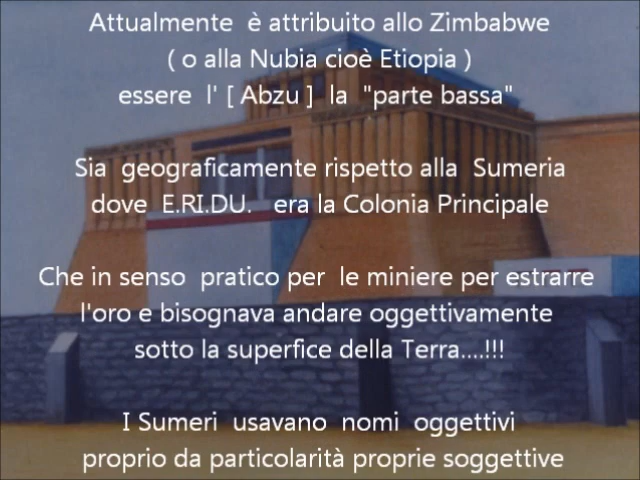 Attualmente è attribuito allo Zimbabwe
( o alla Nubia cioè Etiopia )
essere l' [ Abzu ] la "parte bassa"
Sia geograficamente rispetto alla Sumeria
dove E.RI.DU. era la Colonia Principale
Che in senso pratico per le miniere per estrarre
l'oro e bisognava andare oggettivamente
sotto la superfice della Terra....!!!
I Sumeri usavano nomi oggettivi
proprio da particolarità proprie soggettive